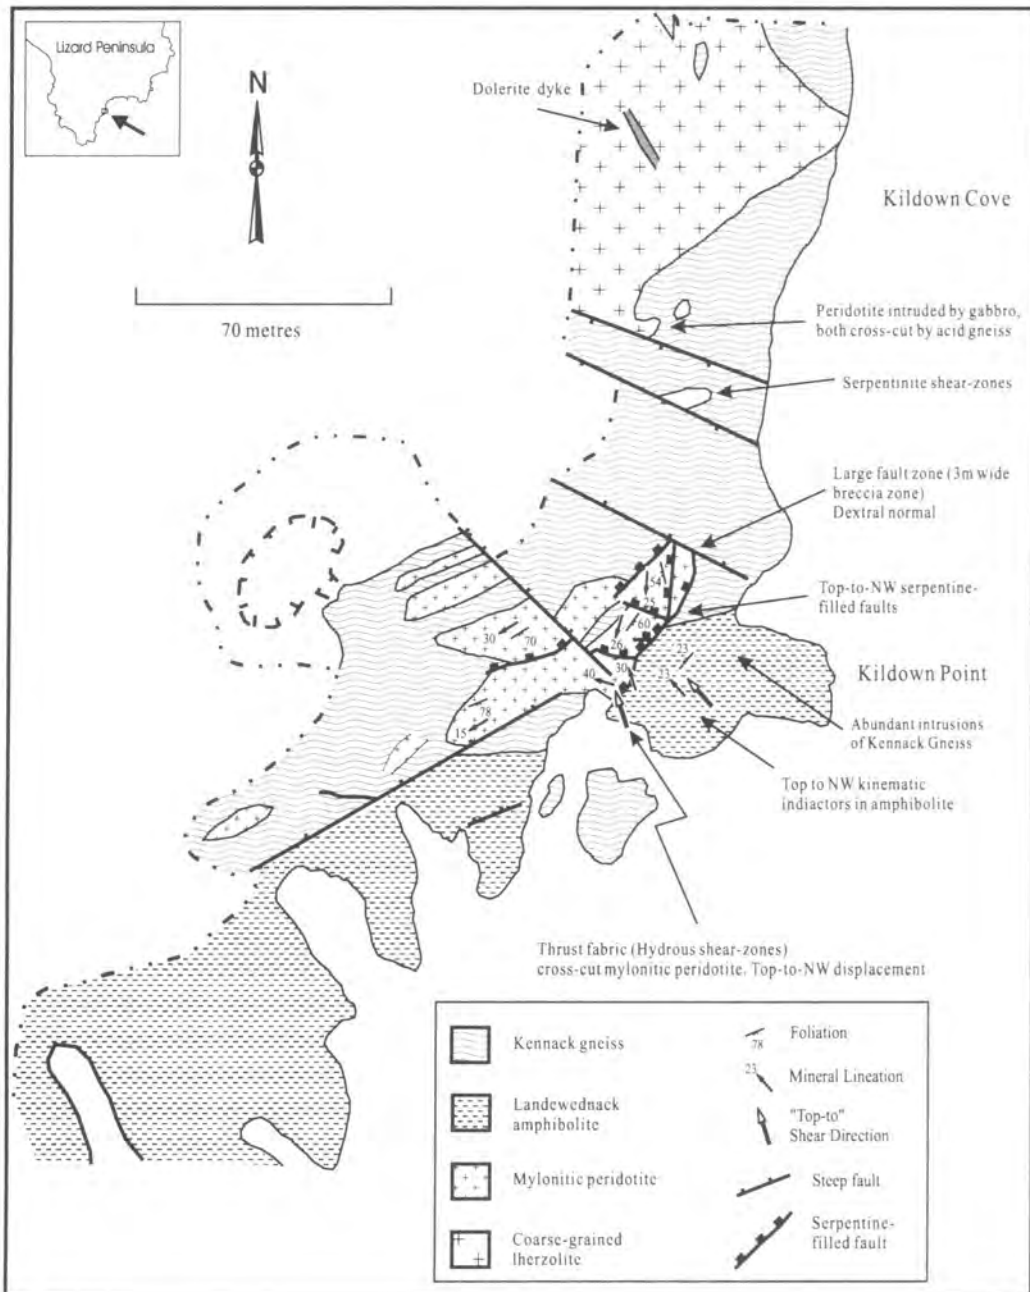 Lizard Peninsula
N
70 metres
Dolerite dyke
Kildown Cove
Peridotite intruded by gabbro,
both cross-cut by acid gneiss
Serpentinite shear-zones
Large fault zone (3m wide
breccia zone)
Dextral normal
Top-to-NW serpentine-
filled faults
Kildown Point
Abundant intrusions
of Kennack Gneiss
Top to NW kinematic
indiactors in amphibolite
54
25
60
26
30
70
30
40
23
23
78
15
Thrust fabric (Hydrous shear-zones)
cross-cut mylonitic peridotite. Top-to-NW displacement
Kennack gneiss
Landewednack
amphibolite
Mylonitic peridotite
Coarse-grained
lherzolite
Foliation
78
23
Mineral Lineation
"Top-to"
Shear Direction
Steep fault
Serpentine-
filled fault